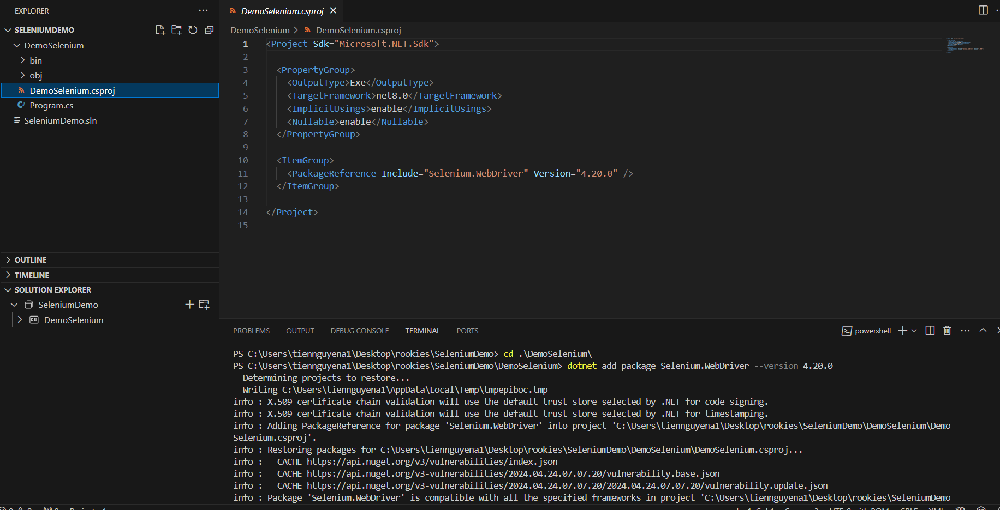 EXPLORER
SELENIUMDEMO
DemoSelenium
bin
obj
DemoSelenium.csproj
Program.cs
SeleniumDemo.sln
OUTLINE
TIMELINE
SOLUTION EXPLORER
SeleniumDemo
DemoSelenium
DemoSelenium.csproj
DemoSelenium > DemoSelenium.csproj
1 <Project Sdk="Microsoft.NET.Sdk">
2
3 <PropertyGroup>
4 <OutputType>Exe</OutputType>
5 <TargetFramework>net8.0</TargetFramework>
6 <ImplicitUsings>enable</ImplicitUsings>
7 <Nullable>enable</Nullable>
8 </PropertyGroup>
9
10 <ItemGroup>
11 <PackageReference Include="Selenium.WebDriver" Version="4.20.0" />
12 </ItemGroup>
13
14 </Project>
15
PROBLEMS OUTPUT DEBUG CONSOLE TERMINAL PORTS powershell
PS C:\Users\tiennguyena1\Desktop\rookies\SeleniumDemo> cd .\DemoSelenium\
PS C:\Users\tiennguyena1\Desktop\rookies\SeleniumDemo\DemoSelenium> dotnet add package Selenium.WebDriver --version 4.20.0
Determining projects to restore...
Writing C:\Users\tiennguyena1\AppData\Local\Temp\tmpepiboc.tmp
info : X.509 certificate chain validation will use the default trust store selected by .NET for code signing.
info : X.509 certificate chain validation will use the default trust store selected by .NET for timestamping.
info : Adding PackageReference for package 'Selenium.WebDriver' into project 'C:\Users\tiennguyena1\Desktop\rookies\SeleniumDemo\DemoSelenium\Demo
Selenium.csproj'.
info : Restoring packages for C:\Users\tiennguyena1\Desktop\rookies\SeleniumDemo\DemoSelenium\DemoSelenium.csproj...
info : CACHE https://api.nuget.org/v3/vulnerabilities/index.json
info : CACHE https://api.nuget.org/v3-vulnerabilities/2024.04.24.07.07.20/vulnerability.base.json
info : CACHE https://api.nuget.org/v3-vulnerabilities/2024.04.24.07.07.20/2024.04.24.07.07.20/vulnerability.update.json
info : Package 'Selenium.WebDriver' is compatible with all the specified frameworks in project 'C:\Users\tiennguyena1\Desktop\rookies\SeleniumDemo